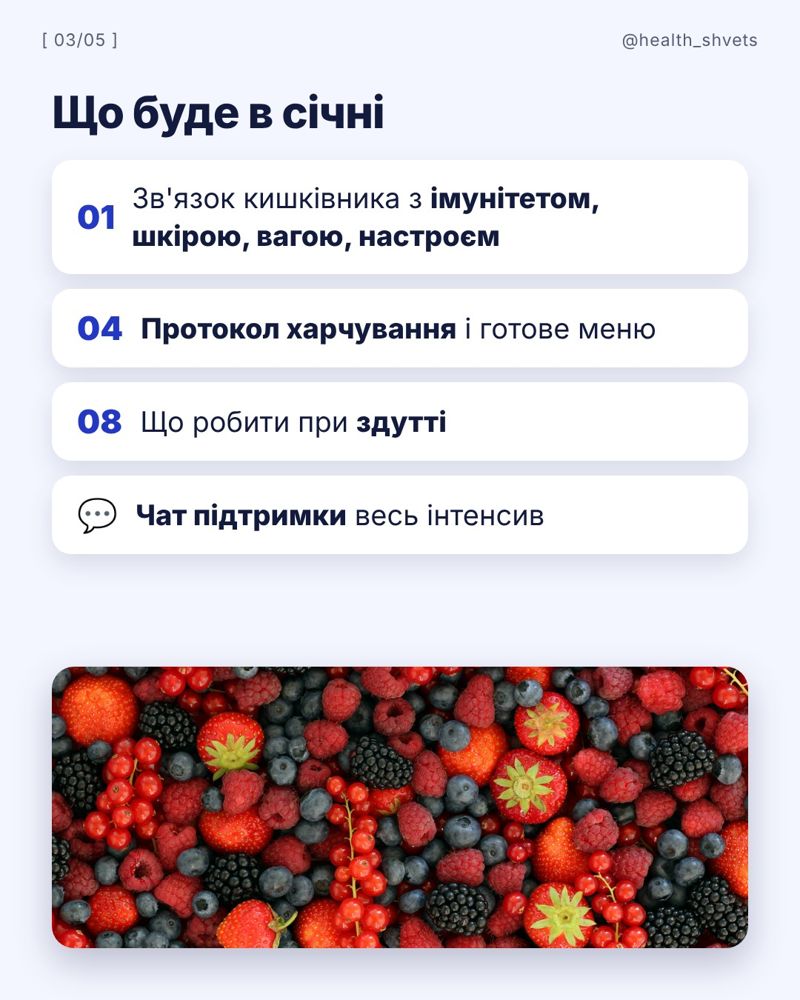 [ 03/05 ]
@health_shvets
Що буде в січні
01 Зв'язок кишківника з імунітетом,
шкірою, вагою, настроєм
04 Протокол харчування і готове меню
08 Що робити при здутті
💬 Чат підтримки весь інтенсив